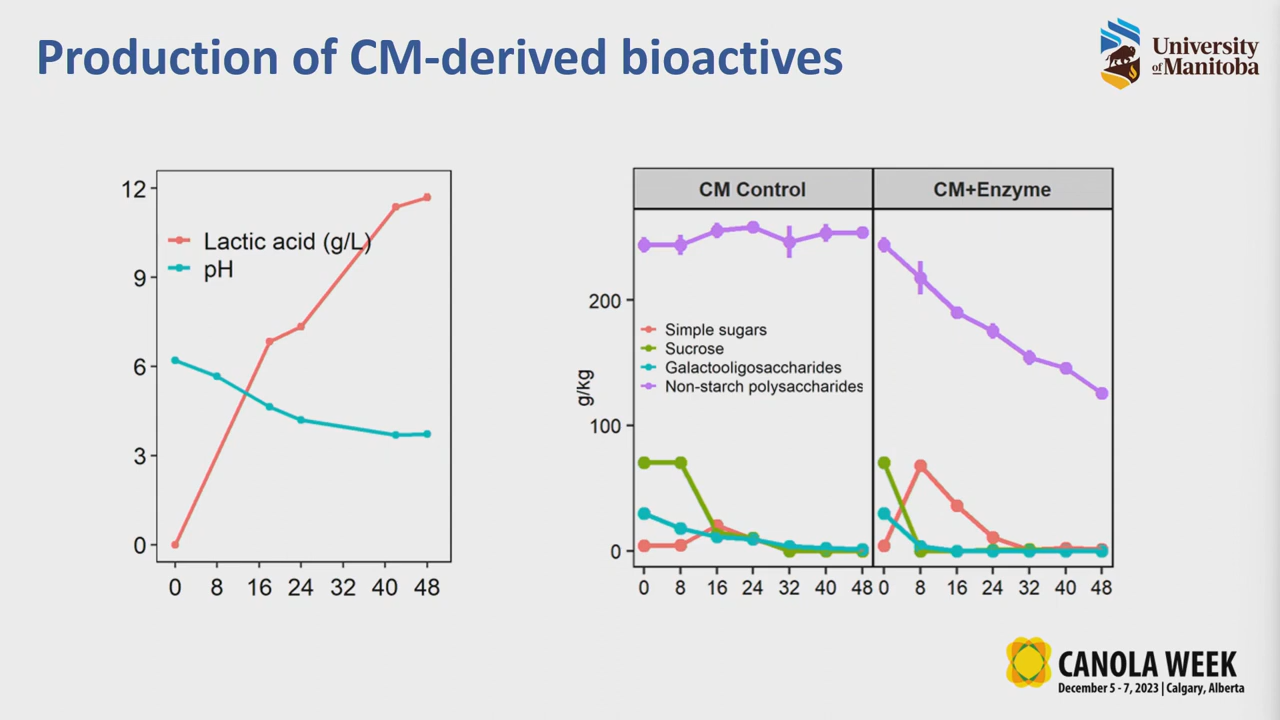 Production of CM-derived bioactives
University
of Manitoba
12
9
6
3
0
Lactic acid (g/L)
pH
0 8 16 24 32 40 48
CM Control
CM+Enzyme
g/kg
200
100
0
Simple sugars
Sucrose
Galactooligosaccharides
Non-starch polysaccharides
0 8 16 24 32 40 48 0 8 16 24 32 40 48
CANOLA WEEK
December 5 - 7, 2023 | Calgary, Alberta